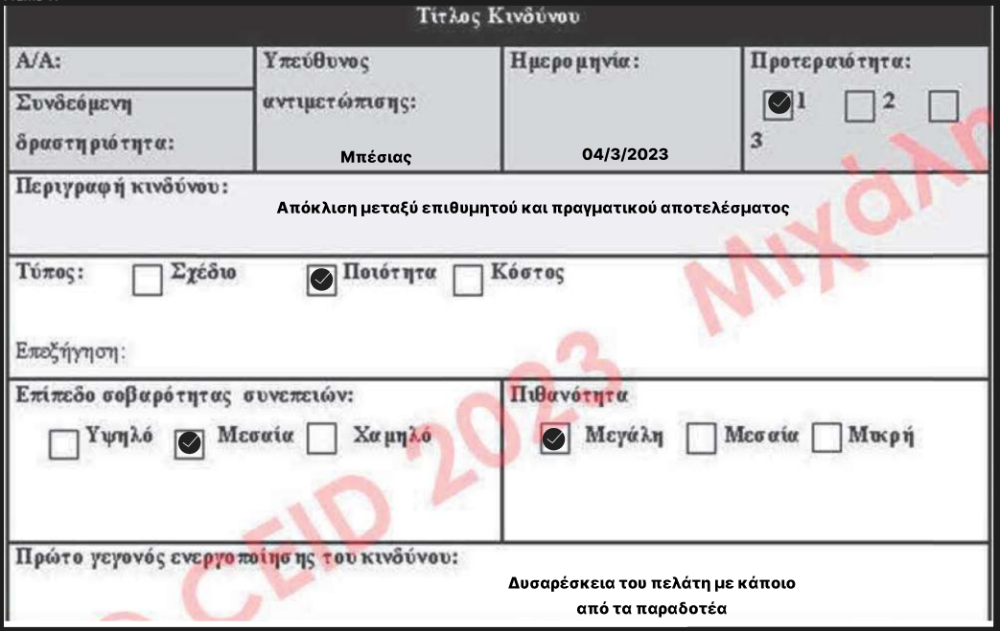 Τίτλος Κινδύνου
Α/Α:
Συνδεόμενη
δραστηριότητα:
Υπεύθυνος
αντιμετώπισης:
Μπέσιας
Ημερομηνία:
04/3/2023
Προτεραιότητα:
1 2
3
Περιγραφή κινδύνου:
Απόκλιση μεταξύ επιθυμητού και πραγματικού αποτελέσματος
Τύπος: Σχέδιο Ποιότητα Κόστος
Επεξήγηση:
Επίπεδο σοβαρότητας συνεπειών:
Υψηλό Μεσαία Χαμηλό
Πιθανότητα
Μεγάλη Μεσαία Μικρή
Πρώτο γεγονός ενεργοποίησης του κινδύνου:
Δυσαρέσκεια του πελάτη με κάποιο
από τα παραδοτέα
CEID 2023 Μιχάλη